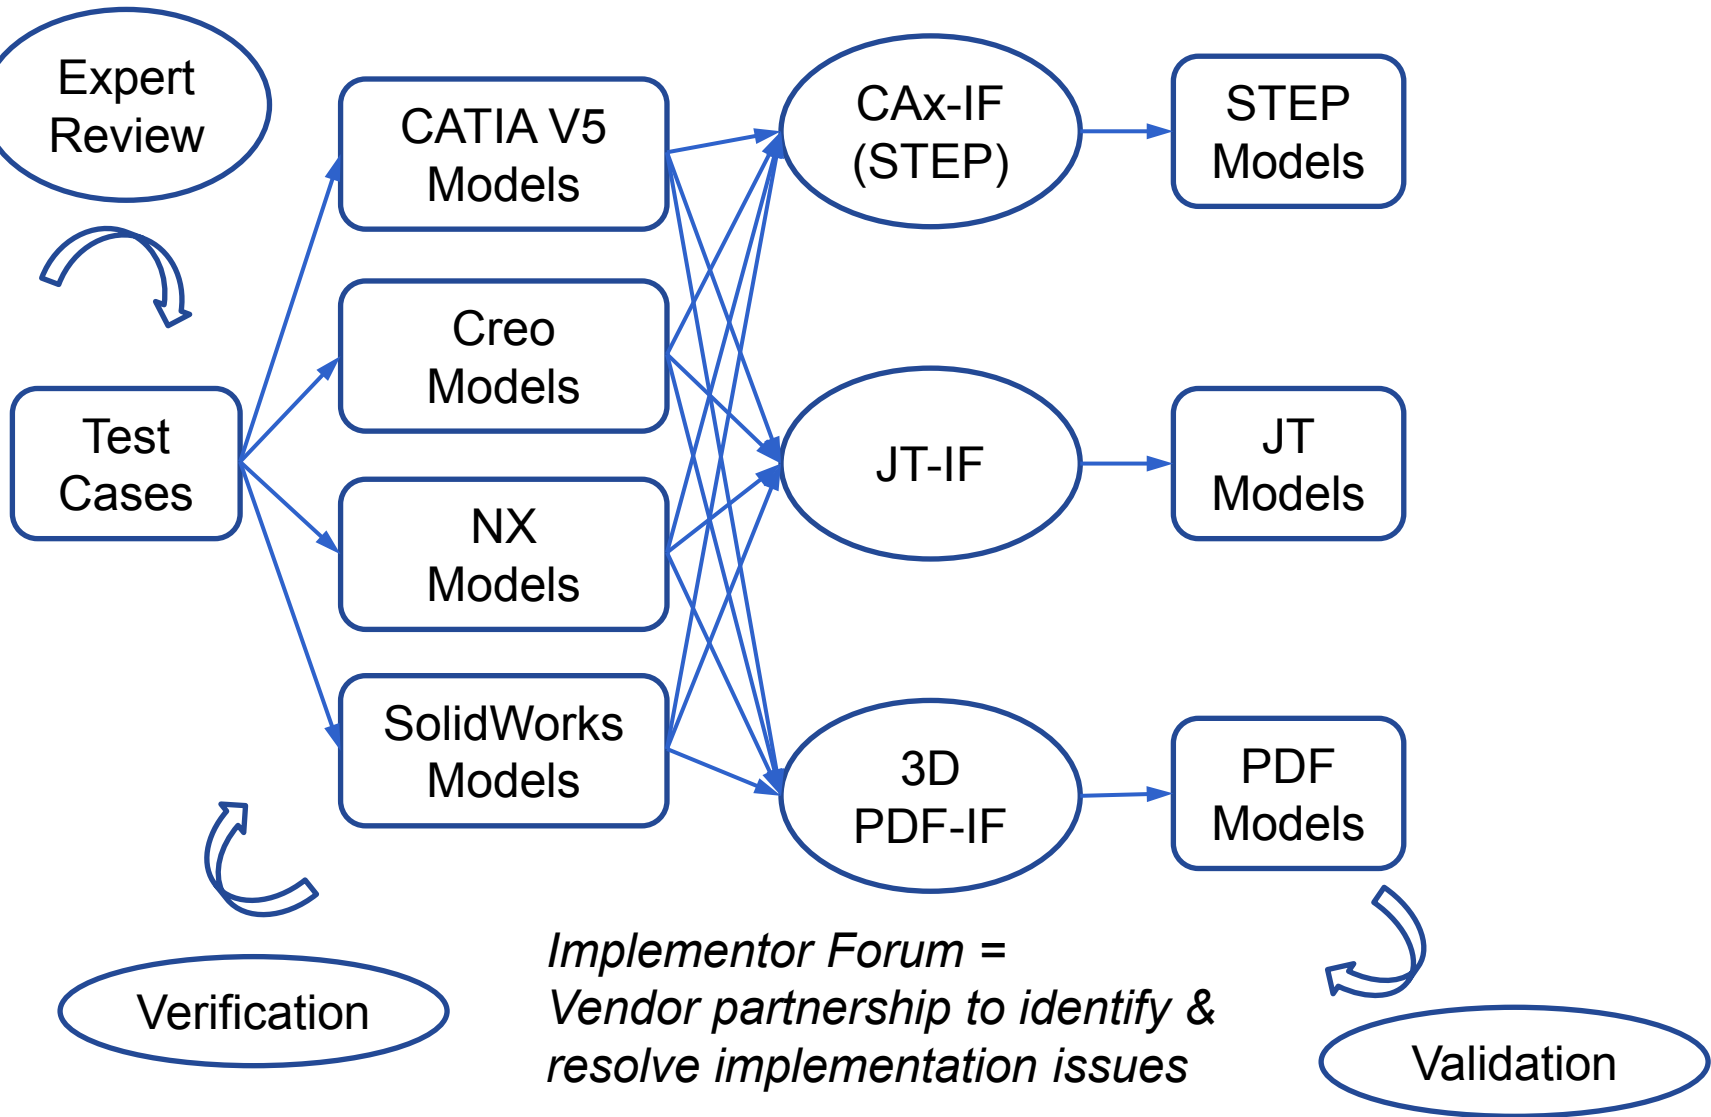 Expert
Review
CATIA V5
Models
CAx-IF
(STEP)
STEP
Models
Creo
Models
Test
Cases
JT-IF
JT
Models
NX
Models
SolidWorks
Models
3D
PDF-IF
PDF
Models
Verification
Implementor Forum =
Vendor partnership to identify &
resolve implementation issues
Validation